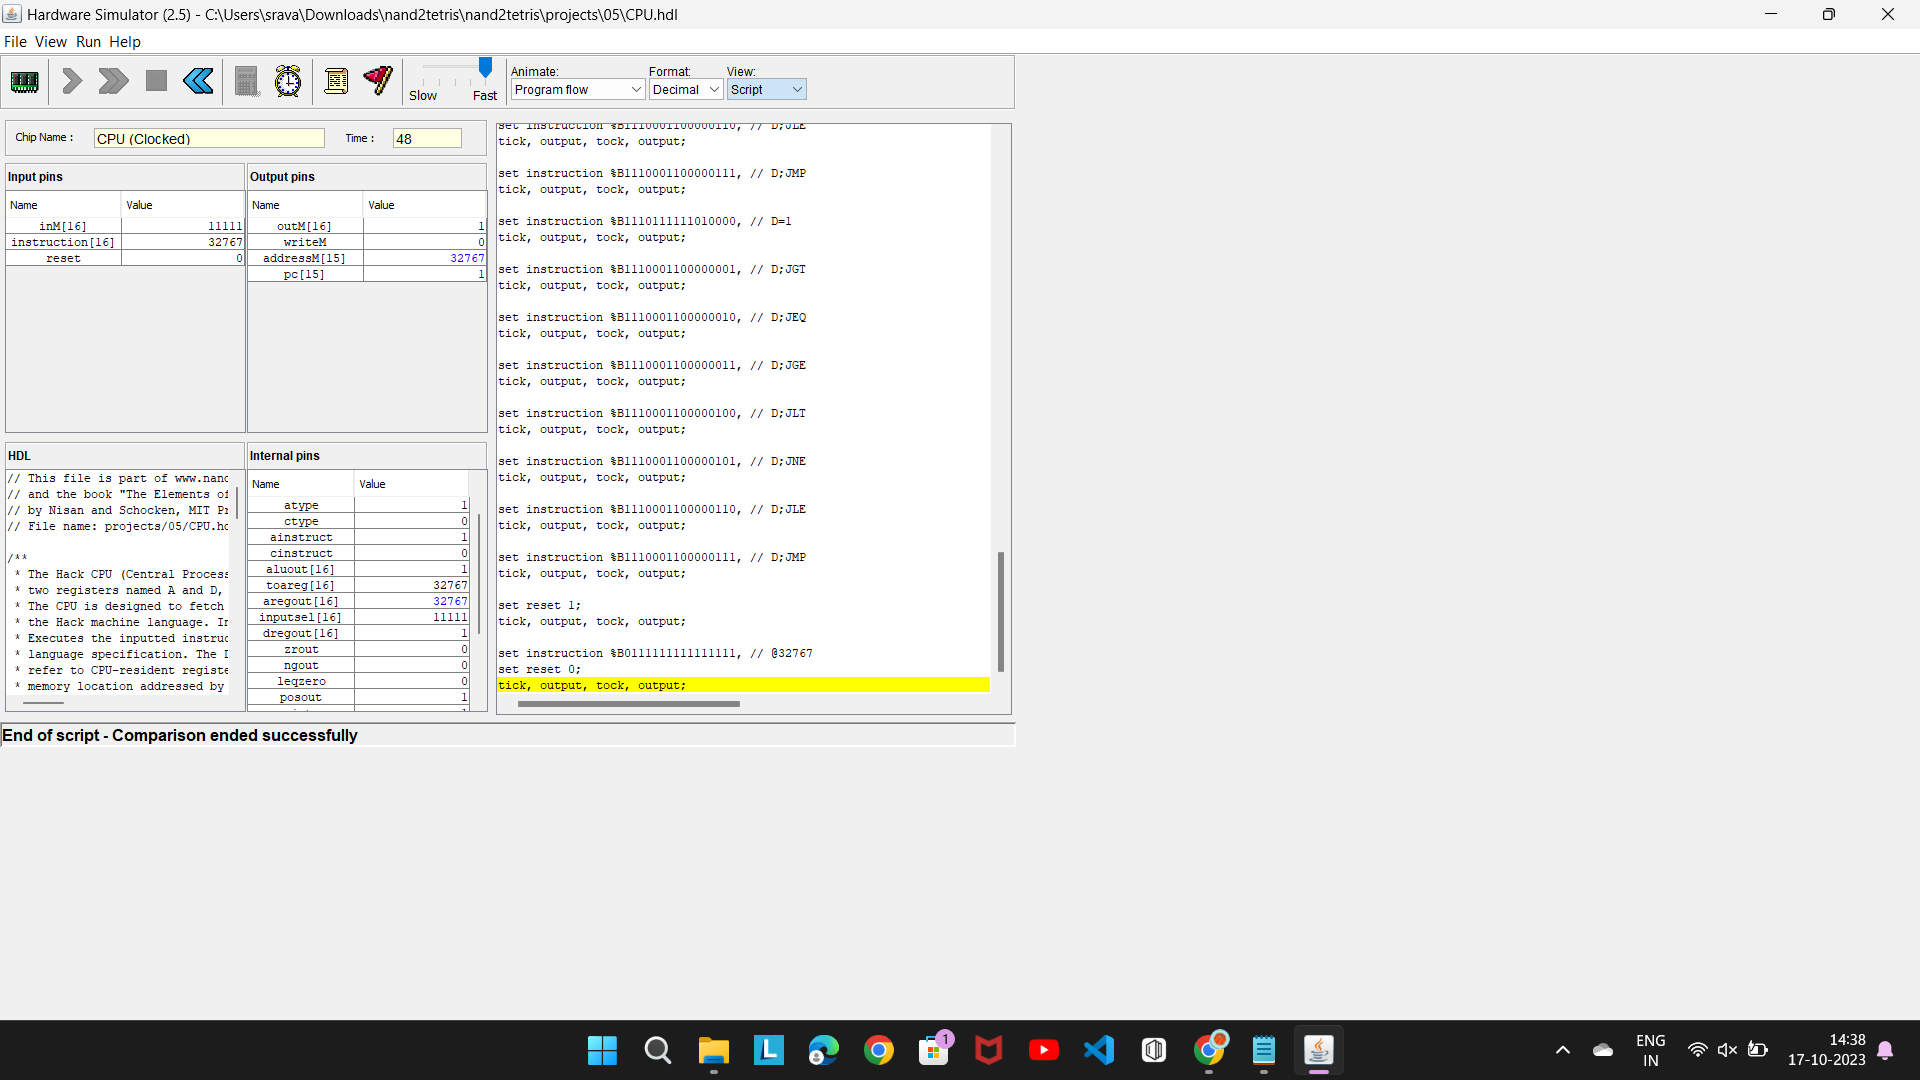 Hardware Simulator (2.5) - C:\Users\srava\Downloads\nand2tetris\nand2tetris\projects\05\CPU.hdl
File View Run Help
Slow Fast
Animate: Format: View:
Program flow Decimal Script
Chip Name : CPU (Clocked) Time : 48
Input pins
Name Value
inM[16] 11111
instruction[16] 32767
reset 0
Output pins
Name Value
outM[16] 1
writeM 0
addressM[15] 32767
pc[15] 1
HDL
// This file is part of www.nand
// and the book "The Elements of
// by Nisan and Schocken, MIT Pr
// File name: projects/05/CPU.hd
/**
* The Hack CPU (Central Process
* two registers named A and D,
* The CPU is designed to fetch
* the Hack machine language. In
* Executes the inputted instruc
* language specification. The D
* refer to CPU-resident registe
* memory location addressed by
Internal pins
Name Value
atype 1
ctype 0
ainstruct 1
cinstruct 0
aluout[16] 1
toareg[16] 32767
aregout[16] 32767
inputsel[16] 11111
dregout[16] 1
zrout 0
ngout 0
leqzero 0
posout 1
set instruction %B1110001100000110, // D;JLE
tick, output, tock, output;
set instruction %B1110001100000111, // D;JMP
tick, output, tock, output;
set instruction %B1110111111010000, // D=1
tick, output, tock, output;
set instruction %B1110001100000001, // D;JGT
tick, output, tock, output;
set instruction %B1110001100000010, // D;JEQ
tick, output, tock, output;
set instruction %B1110001100000011, // D;JGE
tick, output, tock, output;
set instruction %B1110001100000100, // D;JLT
tick, output, tock, output;
set instruction %B1110001100000101, // D;JNE
tick, output, tock, output;
set instruction %B1110001100000110, // D;JLE
tick, output, tock, output;
set instruction %B1110001100000111, // D;JMP
tick, output, tock, output;
set reset 1;
tick, output, tock, output;
set instruction %B0111111111111111, // @32767
set reset 0;
tick, output, tock, output;
End of script - Comparison ended successfully
L
1
ENG
IN
14:38
17-10-2023